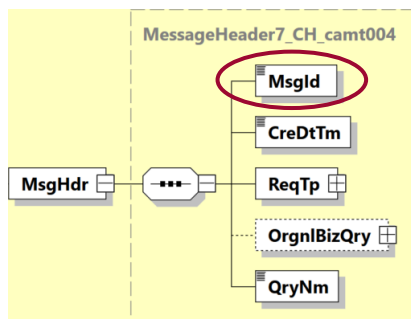 MessageHeader7_CH_camt004
MsgId
CreDtTm
MsgHdr
ReqTp
OrgnlBizQry
QryNm